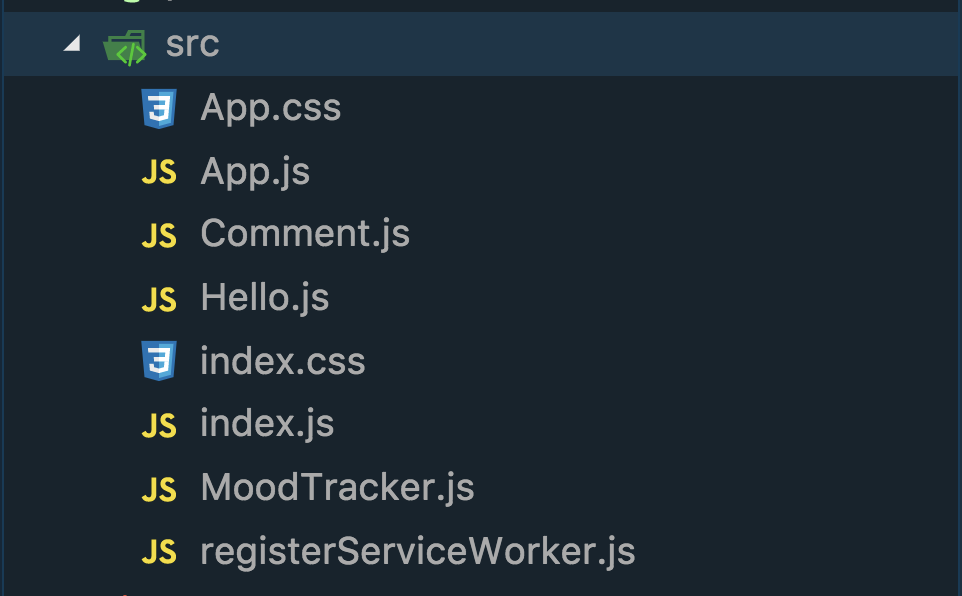 src
App.css
JS App.js
JS Comment.js
JS Hello.js
index.css
JS index.js
JS MoodTracker.js
JS registerServiceWorker.js